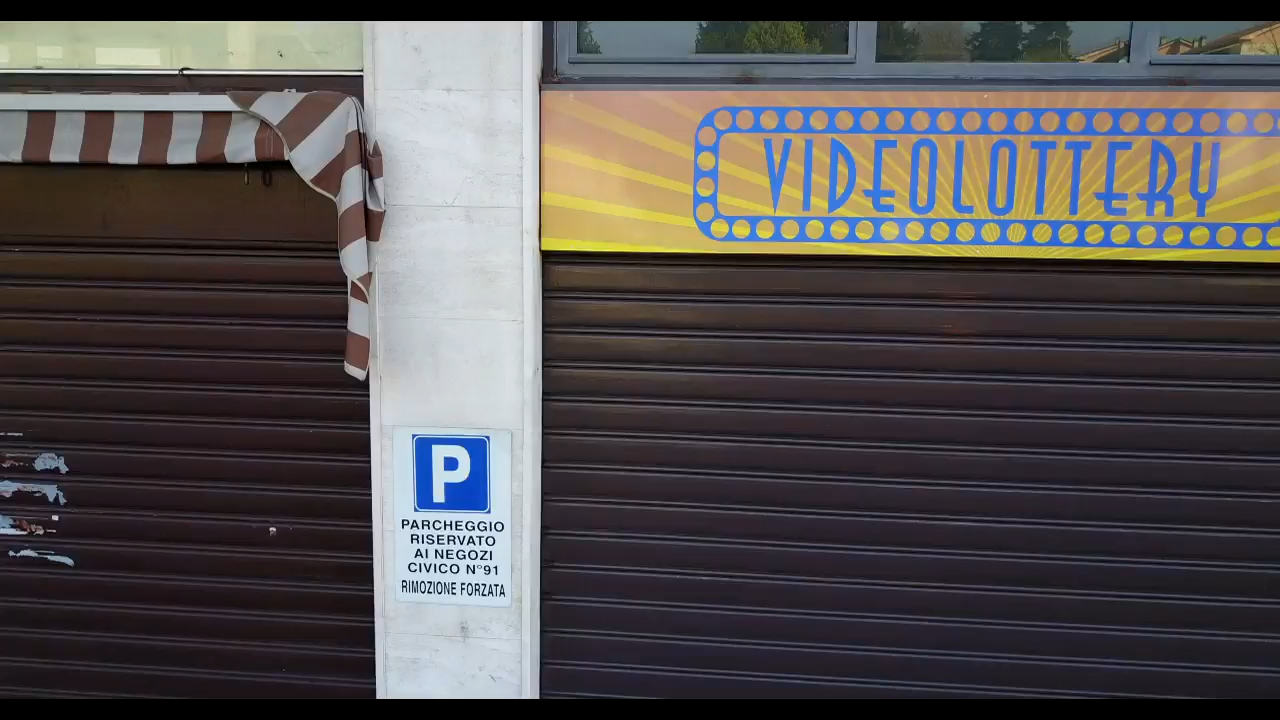 VIDEOLOTTERY
P
PARCHEGGIO
RISERVATO
AI NEGOZI
CIVICO N°91
RIMOZIONE FORZATA